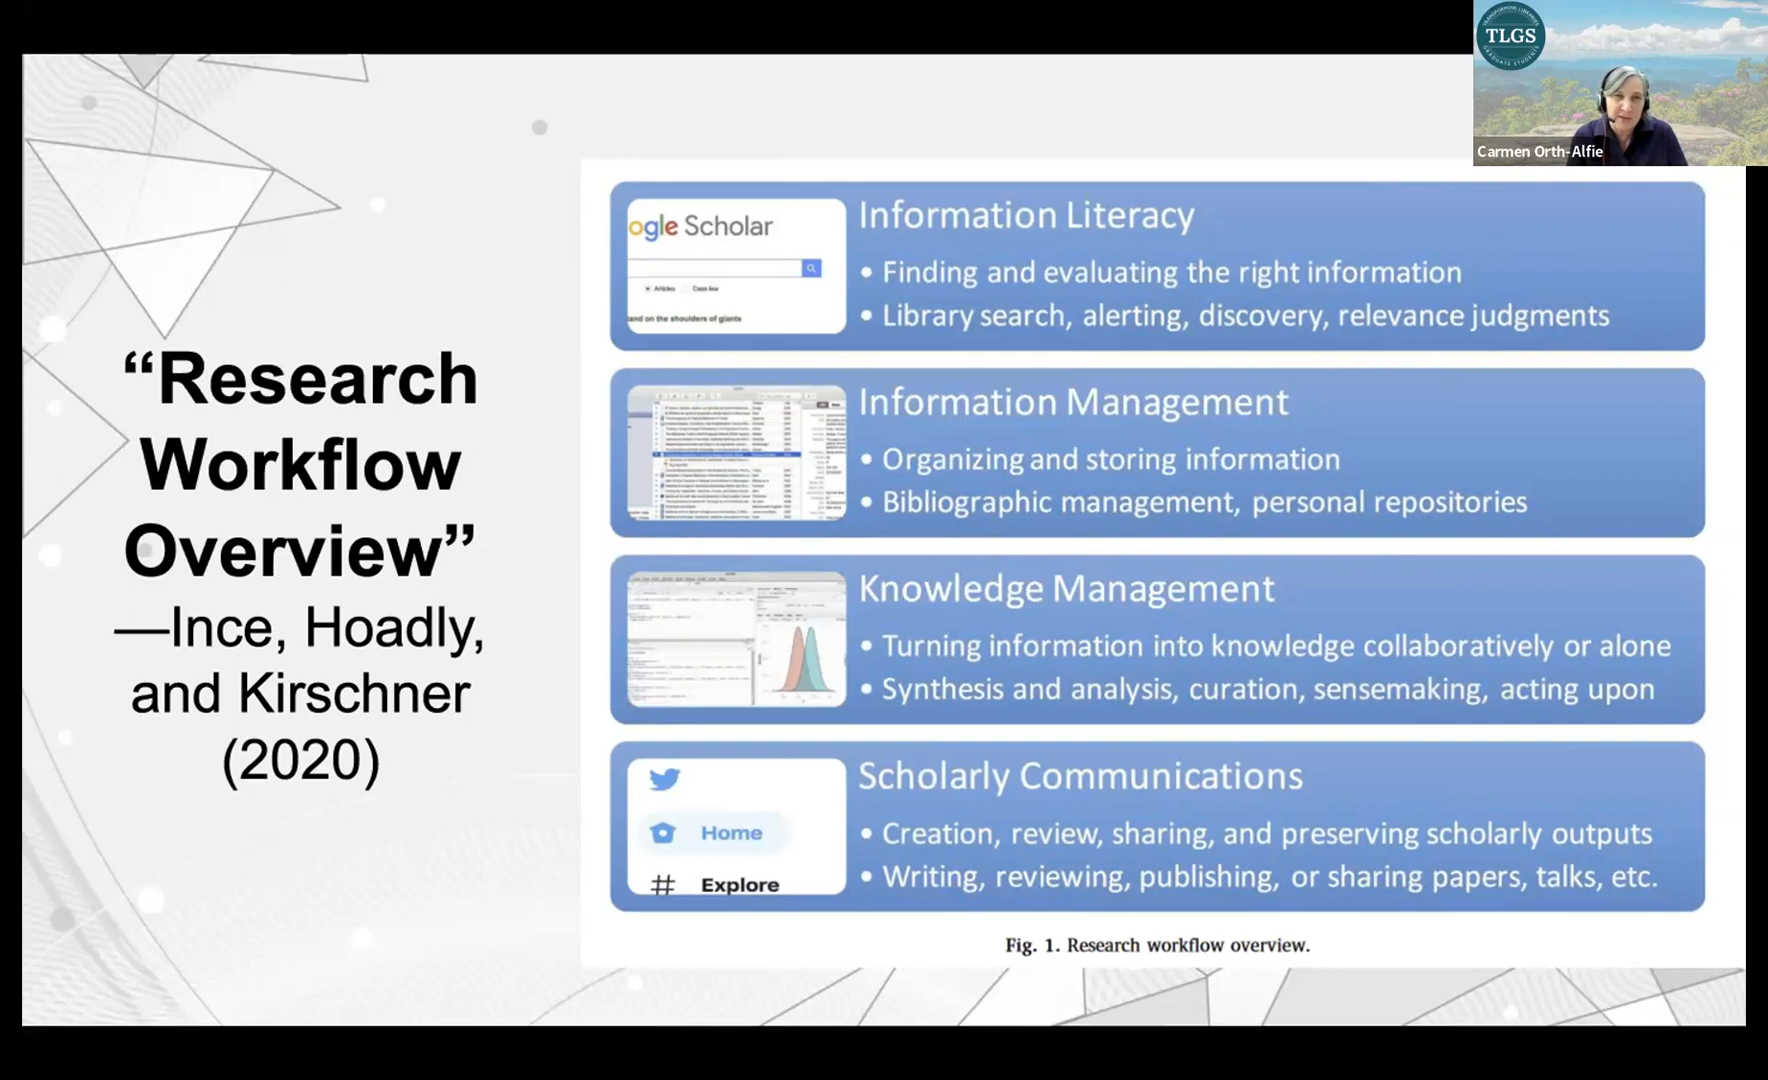 TRANSFORMING LIBRARIES
TLGS
GRADUATE STUDENTS
Carmen Orth-Alfie
“Research
Workflow
Overview”
—Ince, Hoadly,
and Kirschner
(2020)
ogle Scholar
Articles Case law
and on the shoulders of giants
Information Literacy
• Finding and evaluating the right information
• Library search, alerting, discovery, relevance judgments
Information Management
• Organizing and storing information
• Bibliographic management, personal repositories
Knowledge Management
• Turning information into knowledge collaboratively or alone
• Synthesis and analysis, curation, sensemaking, acting upon
Home
# Explore
Scholarly Communications
• Creation, review, sharing, and preserving scholarly outputs
• Writing, reviewing, publishing, or sharing papers, talks, etc.
Fig. 1. Research workflow overview.